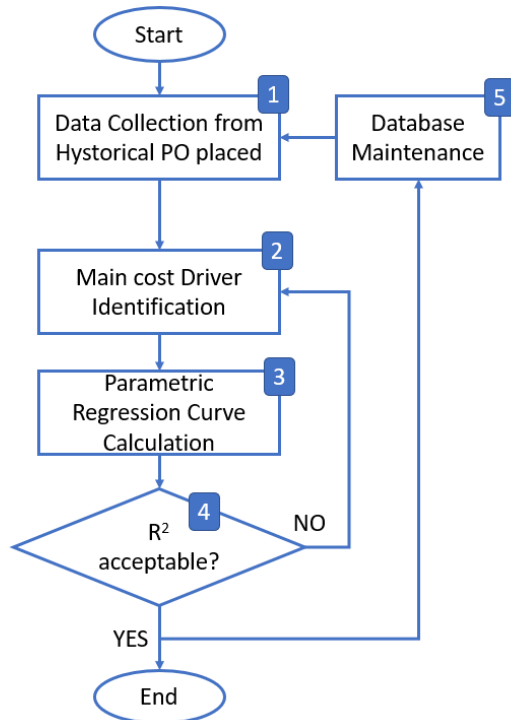 Start
1
Data Collection from
Hystorical PO placed
5
Database
Maintenance
2
Main cost Driver
Identification
3
Parametric
Regression Curve
Calculation
4
R²
acceptable?
NO
YES
End